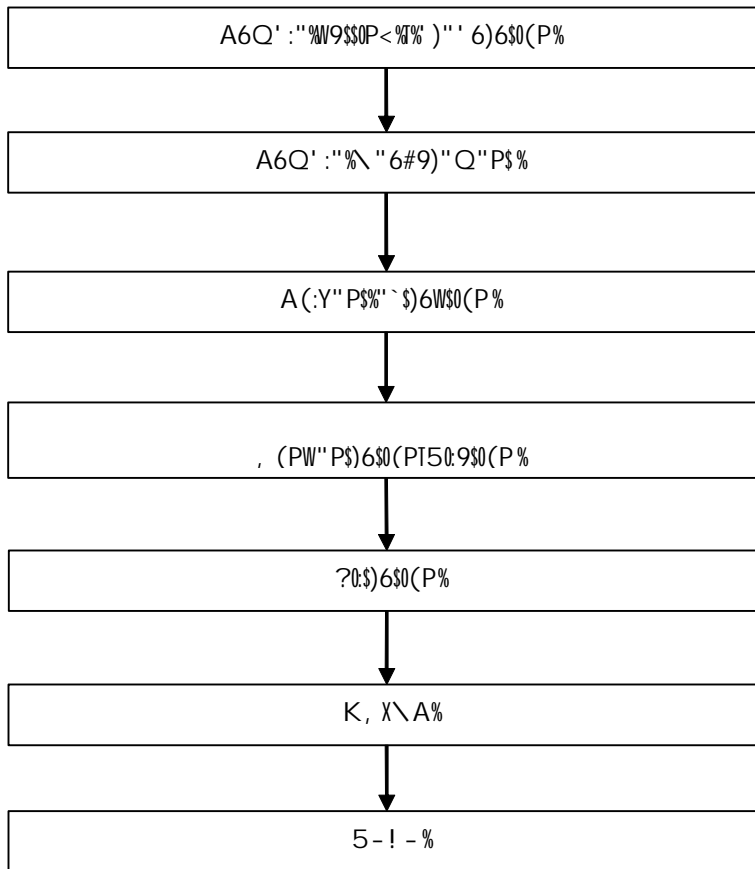 A6Q' :"%W9$$0P<%T%' )"' 6)6$0(P%
A6Q' :"%\ "6#9)"Q"P$%
A(:Y"P$%"`$)6W$0(P%
, (PW"P$)6$0(PT50:9$0(P%
?0:$)6$0(P%
K, X\A%
5-! -%